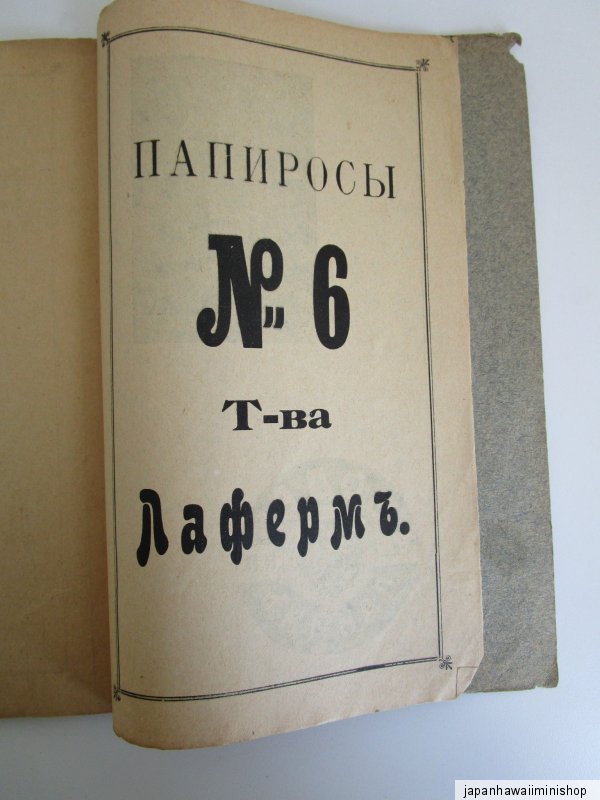 ПАПИРОСЫ
№ 6
Т-ва
Лафермъ.
japanhawaiiminishop